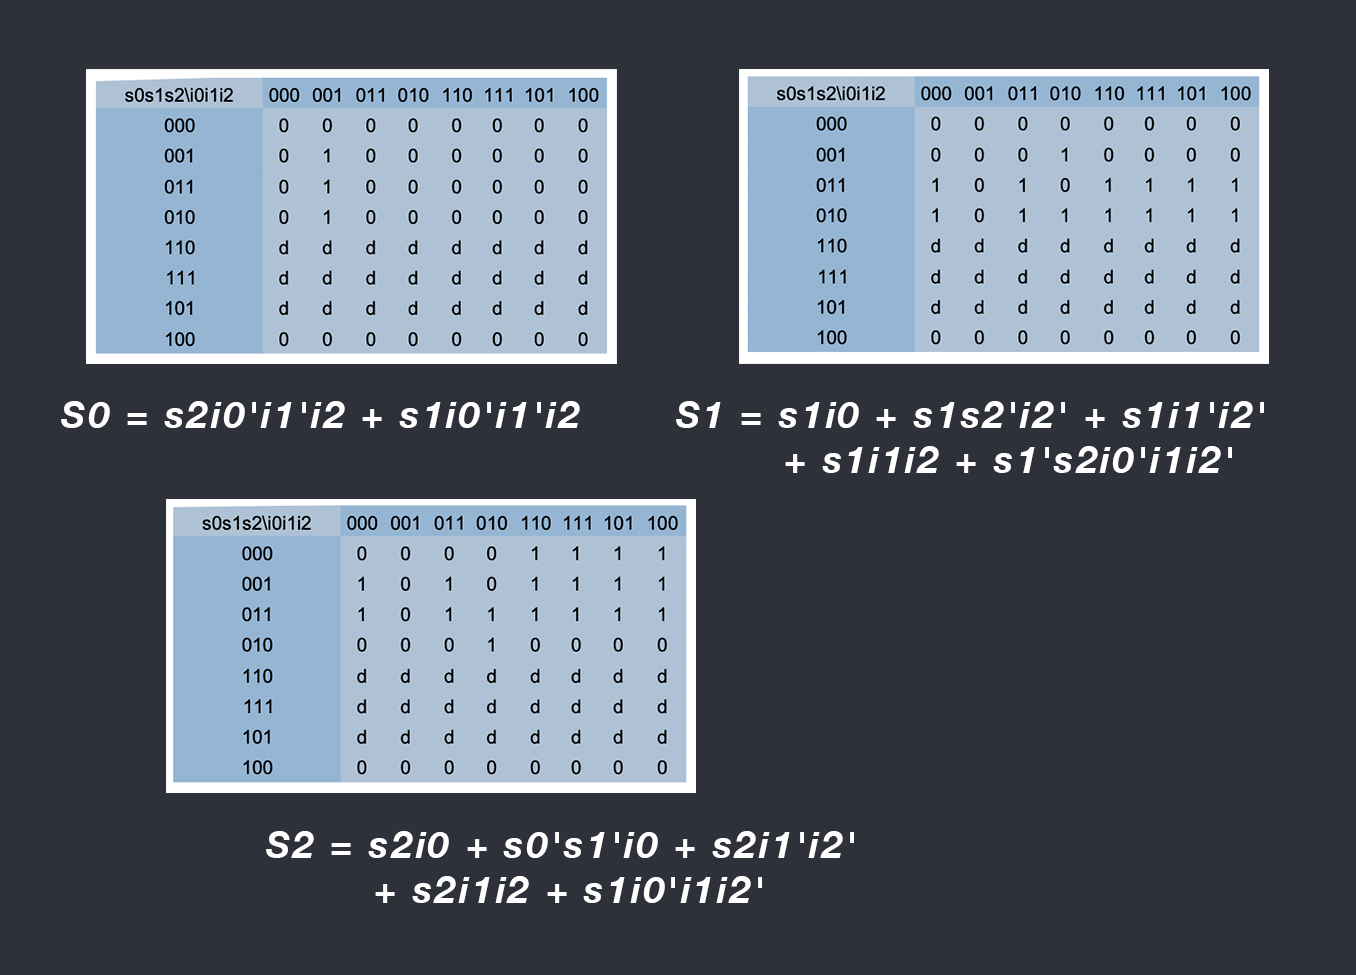 s0s1s2\i0i1i2 000 001 011 010 110 111 101 100
000 0 0 0 0 0 0 0 0
001 0 1 0 0 0 0 0 0
011 0 1 0 0 0 0 0 0
010 0 1 0 0 0 0 0 0
110 d d d d d d d d
111 d d d d d d d d
101 d d d d d d d d
100 0 0 0 0 0 0 0 0
S0 = s2i0'i1'i2 + s1i0'i1'i2
s0s1s2\i0i1i2 000 001 011 010 110 111 101 100
000 0 0 0 0 0 0 0 0
001 0 0 0 1 0 0 0 0
011 1 0 1 0 1 1 1 1
010 1 0 1 1 1 1 1 1
110 d d d d d d d d
111 d d d d d d d d
101 d d d d d d d d
100 0 0 0 0 0 0 0 0
S1 = s1i0 + s1s2'i2' + s1i1'i2'
+ s1i1i2 + s1's2i0'i1i2'
s0s1s2\i0i1i2 000 001 011 010 110 111 101 100
000 0 0 0 0 1 1 1 1
001 1 0 1 0 1 1 1 1
011 1 0 1 1 1 1 1 1
010 0 0 0 1 0 0 0 0
110 d d d d d d d d
111 d d d d d d d d
101 d d d d d d d d
100 0 0 0 0 0 0 0 0
S2 = s2i0 + s0's1'i0 + s2i1'i2'
+ s2i1i2 + s1i0'i1i2'